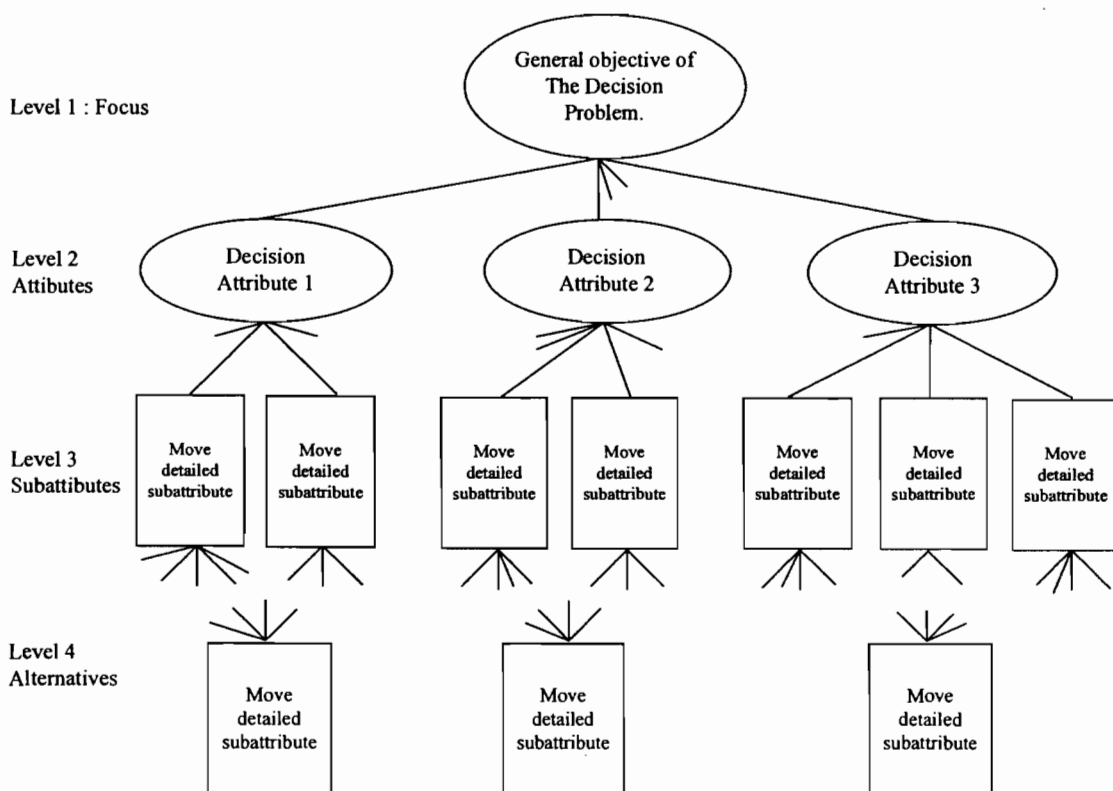 General objective of
The Decision
Problem.
Level 1 : Focus
Level 2
Attibutes
Decision
Attribute 1
Decision
Attribute 2
Decision
Attribute 3
Level 3
Subattibutes
Move
detailed
subattribute
Move
detailed
subattribute
Move
detailed
subattribute
Move
detailed
subattribute
Move
detailed
subattribute
Move
detailed
subattribute
Move
detailed
subattribute
Level 4
Alternatives
Move
detailed
subattribute
Move
detailed
subattribute
Move
detailed
subattribute